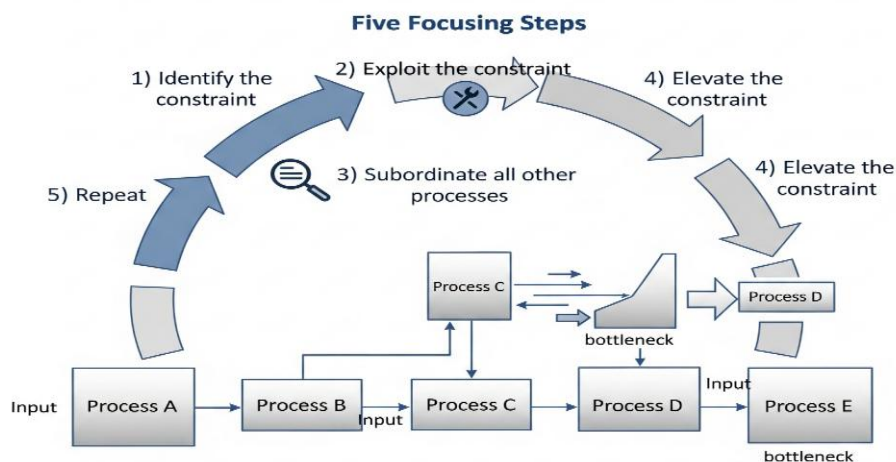 Five Focusing Steps
1) Identify the
constraint
2) Exploit the constraint
4) Elevate the
constraint
5) Repeat
3) Subordinate all other
processes
4) Elevate the
constraint
Process C
bottleneck
Process D
Input
Process A
Process B
Input
Process C
Process D
Input
Process E
bottleneck